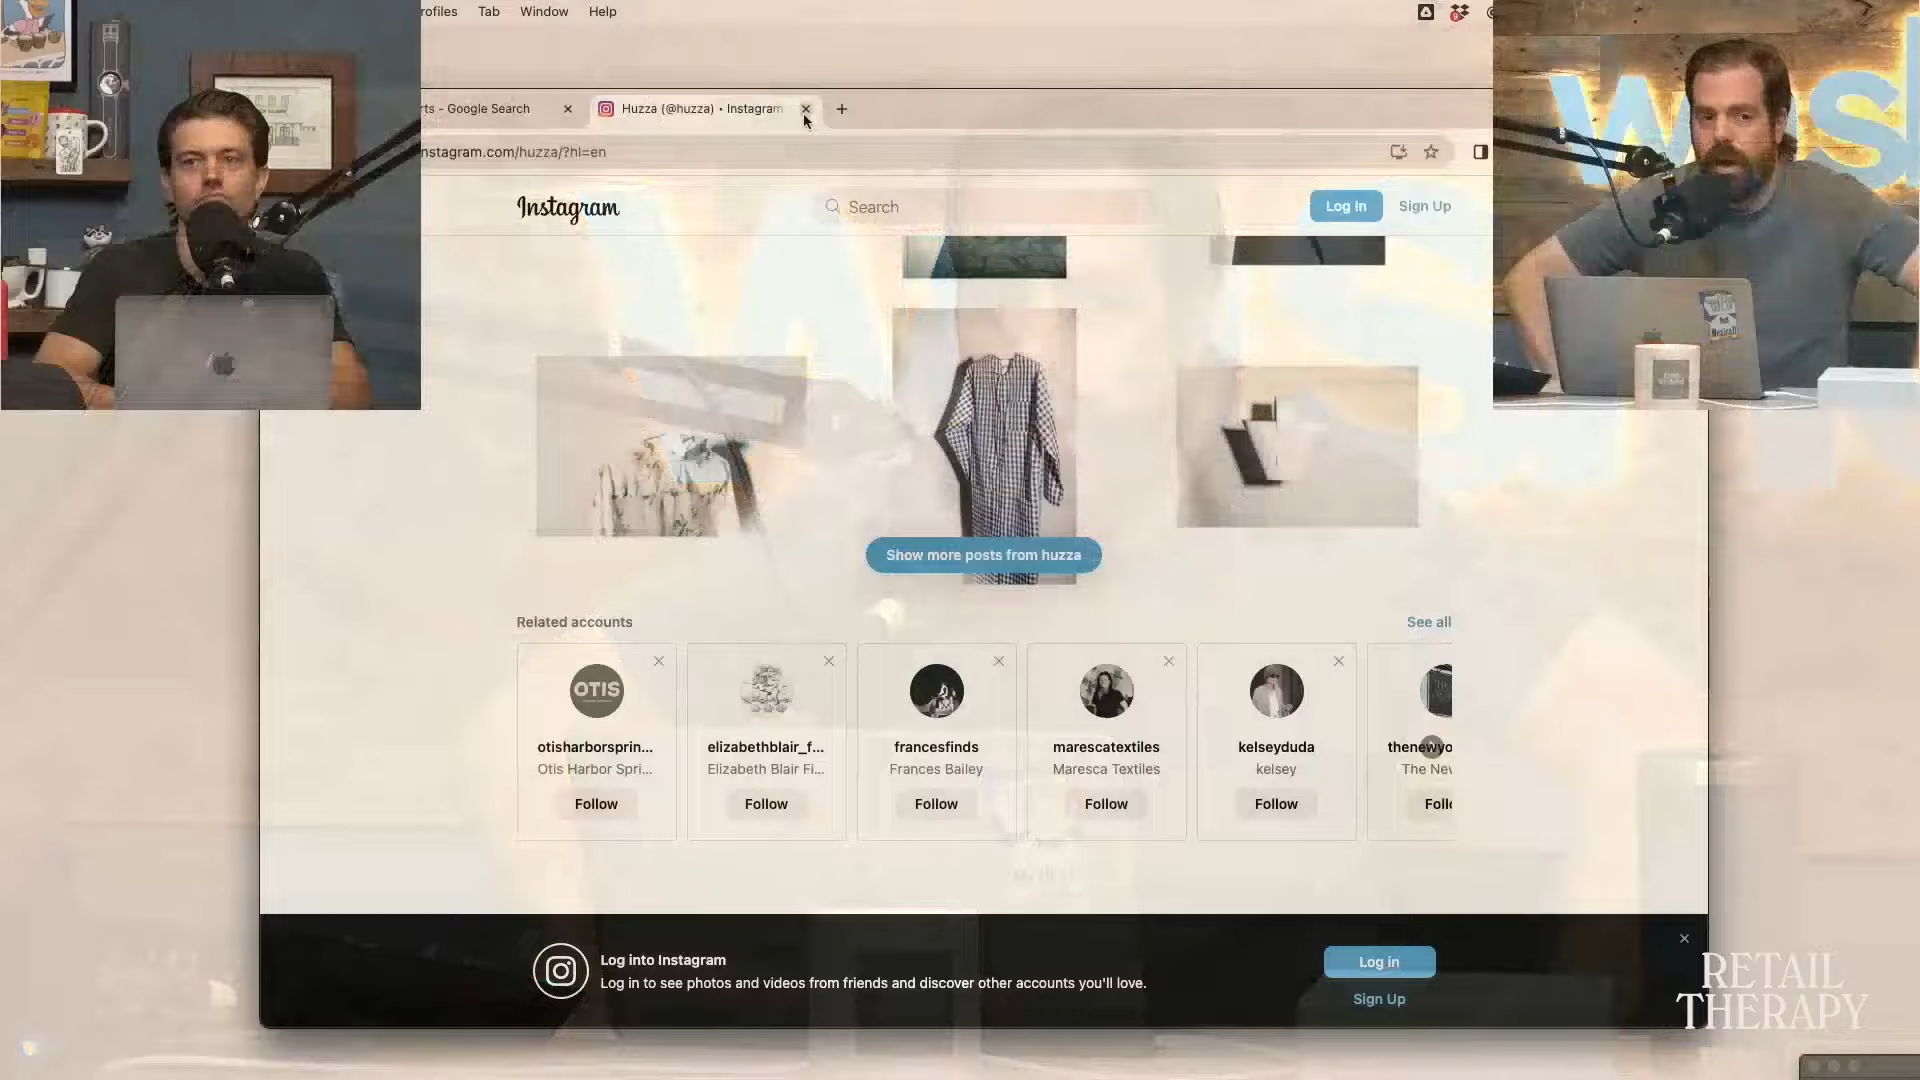 rofiles Tab Window Help
rts - Google Search
Huzza (@huzza) • Instagram
nstagram.com/huzza/?hl=en
Instagram
Search
Log In
Sign Up
Show more posts from huzza
Related accounts
See all
OTIS
otisharborsprin...
Otis Harbor Spri...
Follow
elizabethblair_f...
Elizabeth Blair Fi...
Follow
francesfinds
Frances Bailey
Follow
marescatextiles
Maresca Textiles
Follow
kelseyduda
kelsey
Follow
thenewyo
The Nev
Follo
Log into Instagram
Log in to see photos and videos from friends and discover other accounts you'll love.
Log in
Sign Up
RETAIL
THERAPY